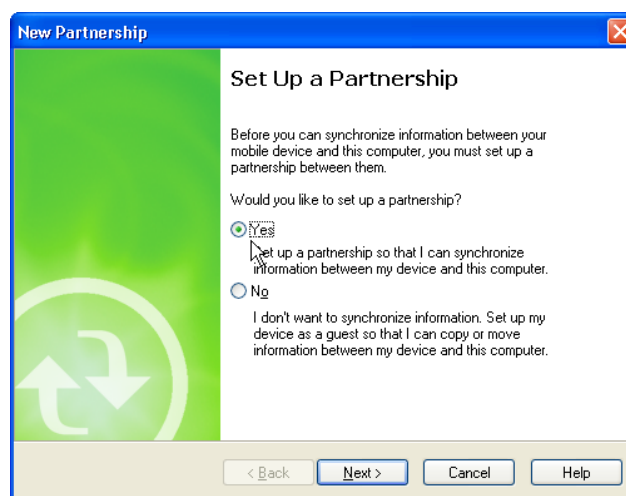 New Partnership
Set Up a Partnership
Before you can synchronize information between your
mobile device and this computer, you must set up a
partnership between them.
Would you like to set up a partnership?
Yes
Set up a partnership so that I can synchronize
information between my device and this computer.
No
I don't want to synchronize information. Set up my
device as a guest so that I can copy or move
information between my device and this computer.
< Back
Next >
Cancel
Help